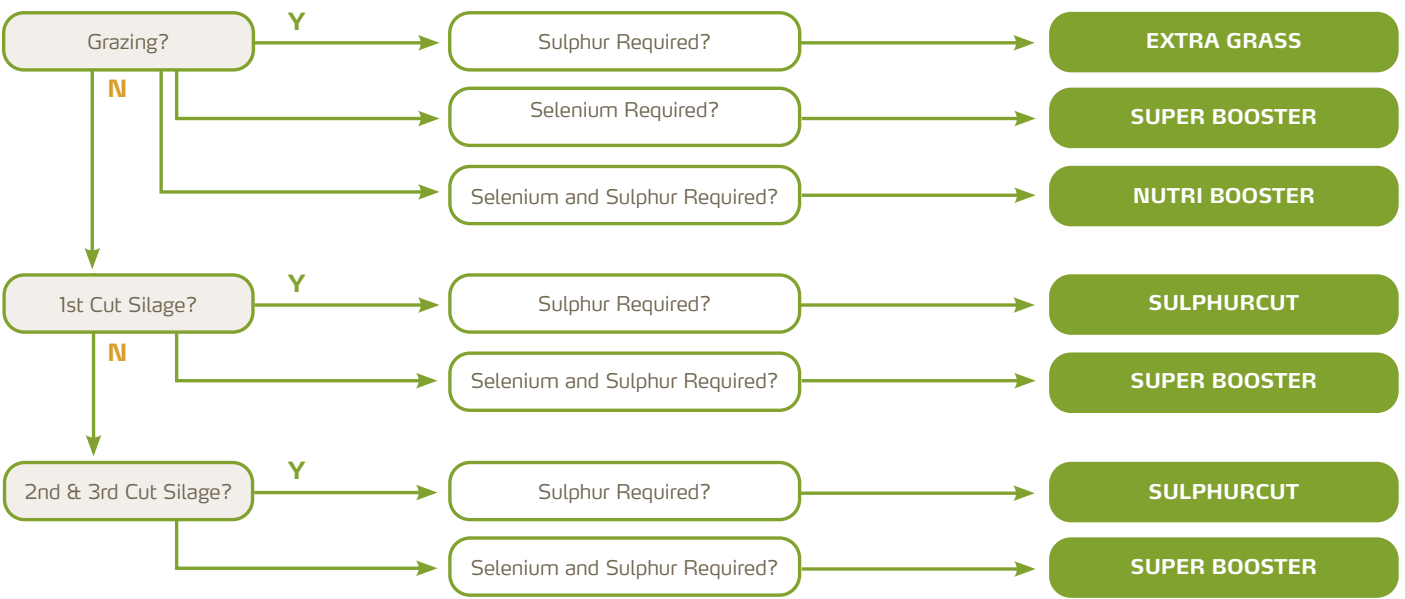 Grazing?
Y
Sulphur Required?
EXTRA GRASS
N
Selenium Required?
SUPER BOOSTER
Selenium and Sulphur Required?
NUTRI BOOSTER
1st Cut Silage?
Y
Sulphur Required?
SULPHURCUT
N
Selenium and Sulphur Required?
SUPER BOOSTER
2nd & 3rd Cut Silage?
Y
Sulphur Required?
SULPHURCUT
Selenium and Sulphur Required?
SUPER BOOSTER